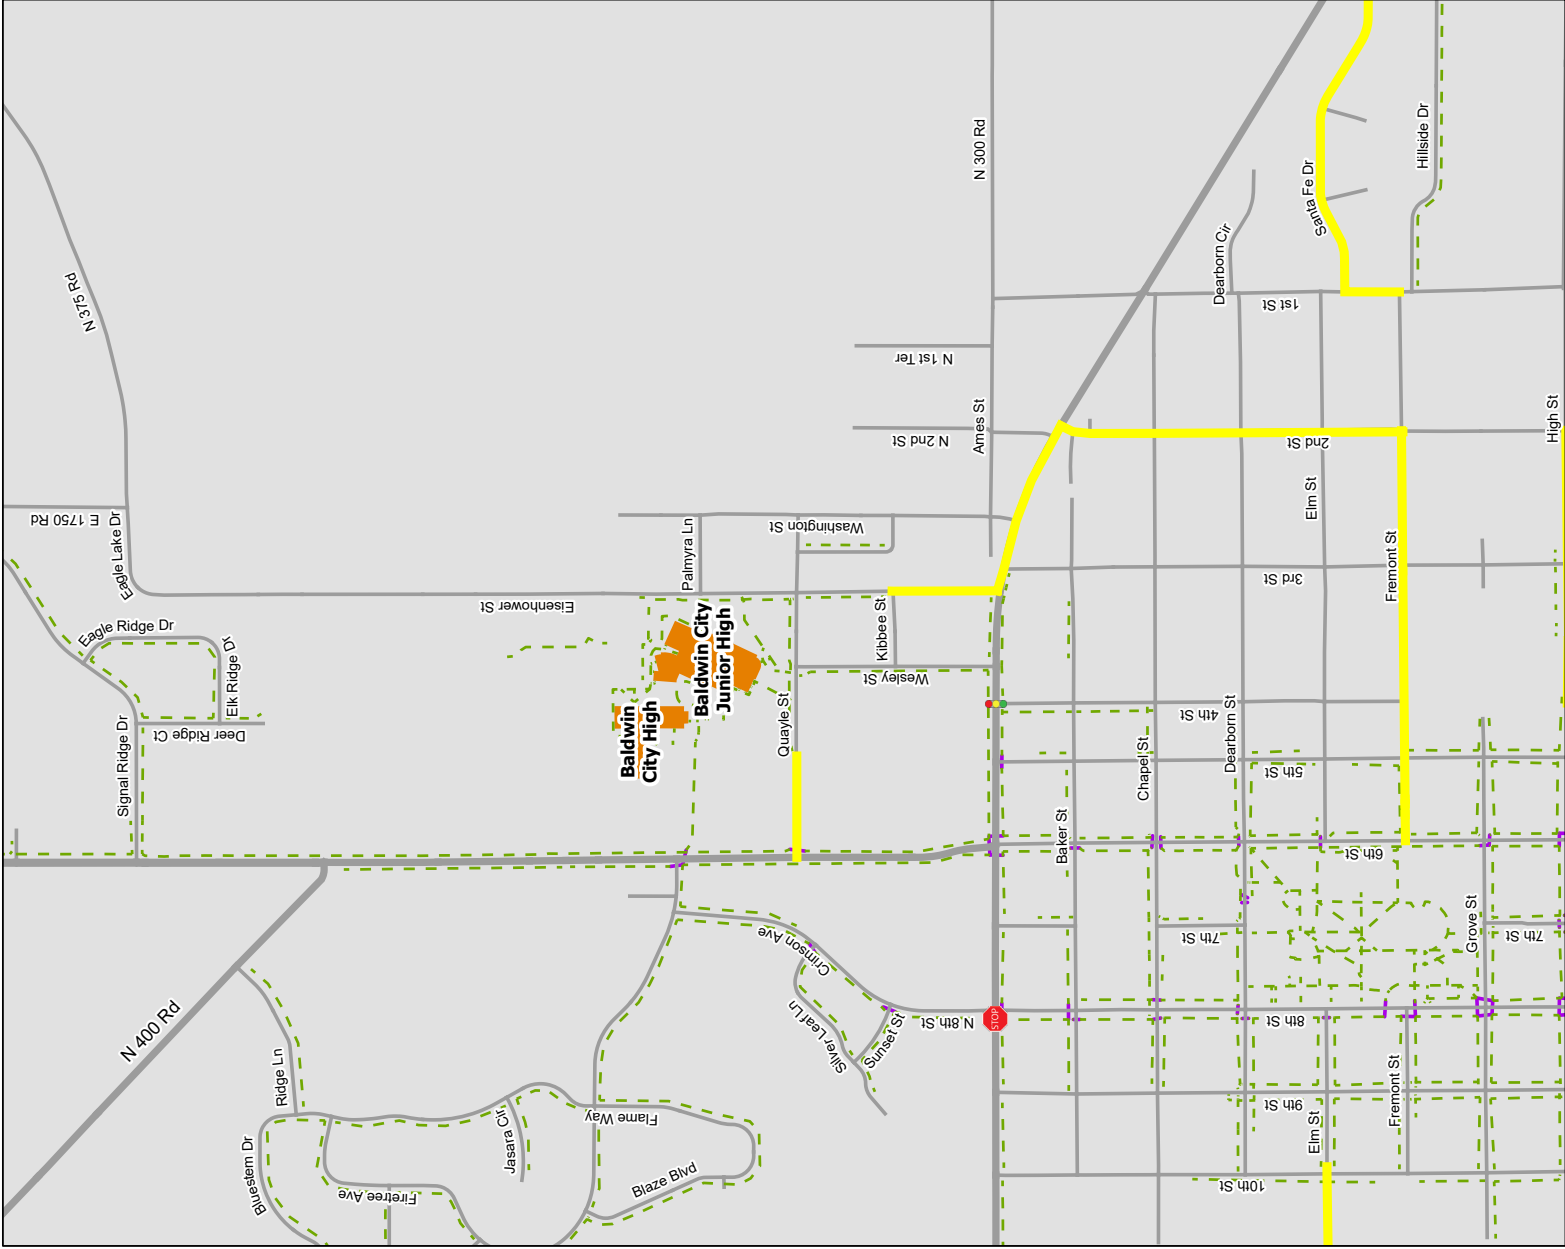 N 300 Rd
Hillside Dr
Santa Fe Dr
Dearborn Cir
N 375 Rd
1st St
N 1st Ter
Ames St
High St
N 2nd St
2nd St
Elm St
E 1750 Rd
Eagle Lake Dr
Palmyra Ln
Washington St
Fremont St
3rd St
Eisenhower St
Eagle Ridge Dr
Elk Ridge Dr
Baldwin City
Junior High
Kibbee St
Wesley St
Baldwin
City High
Quayle St
4th St
Dearborn St
Deer Ridge Ct
Signal Ridge Dr
Chapel St
5th St
Baker St
6th St
Crimson Ave
7th St
Grove St
7th St
N 400 Rd
Silver Leaf Ln
Sunset St
N 8th St
STOP
8th St
Ridge Ln
Fremont St
9th St
Elm St
Flame Way
Jasara Cir
Bluestem Dr
Firetree Ave
Blaze Blvd
10th St